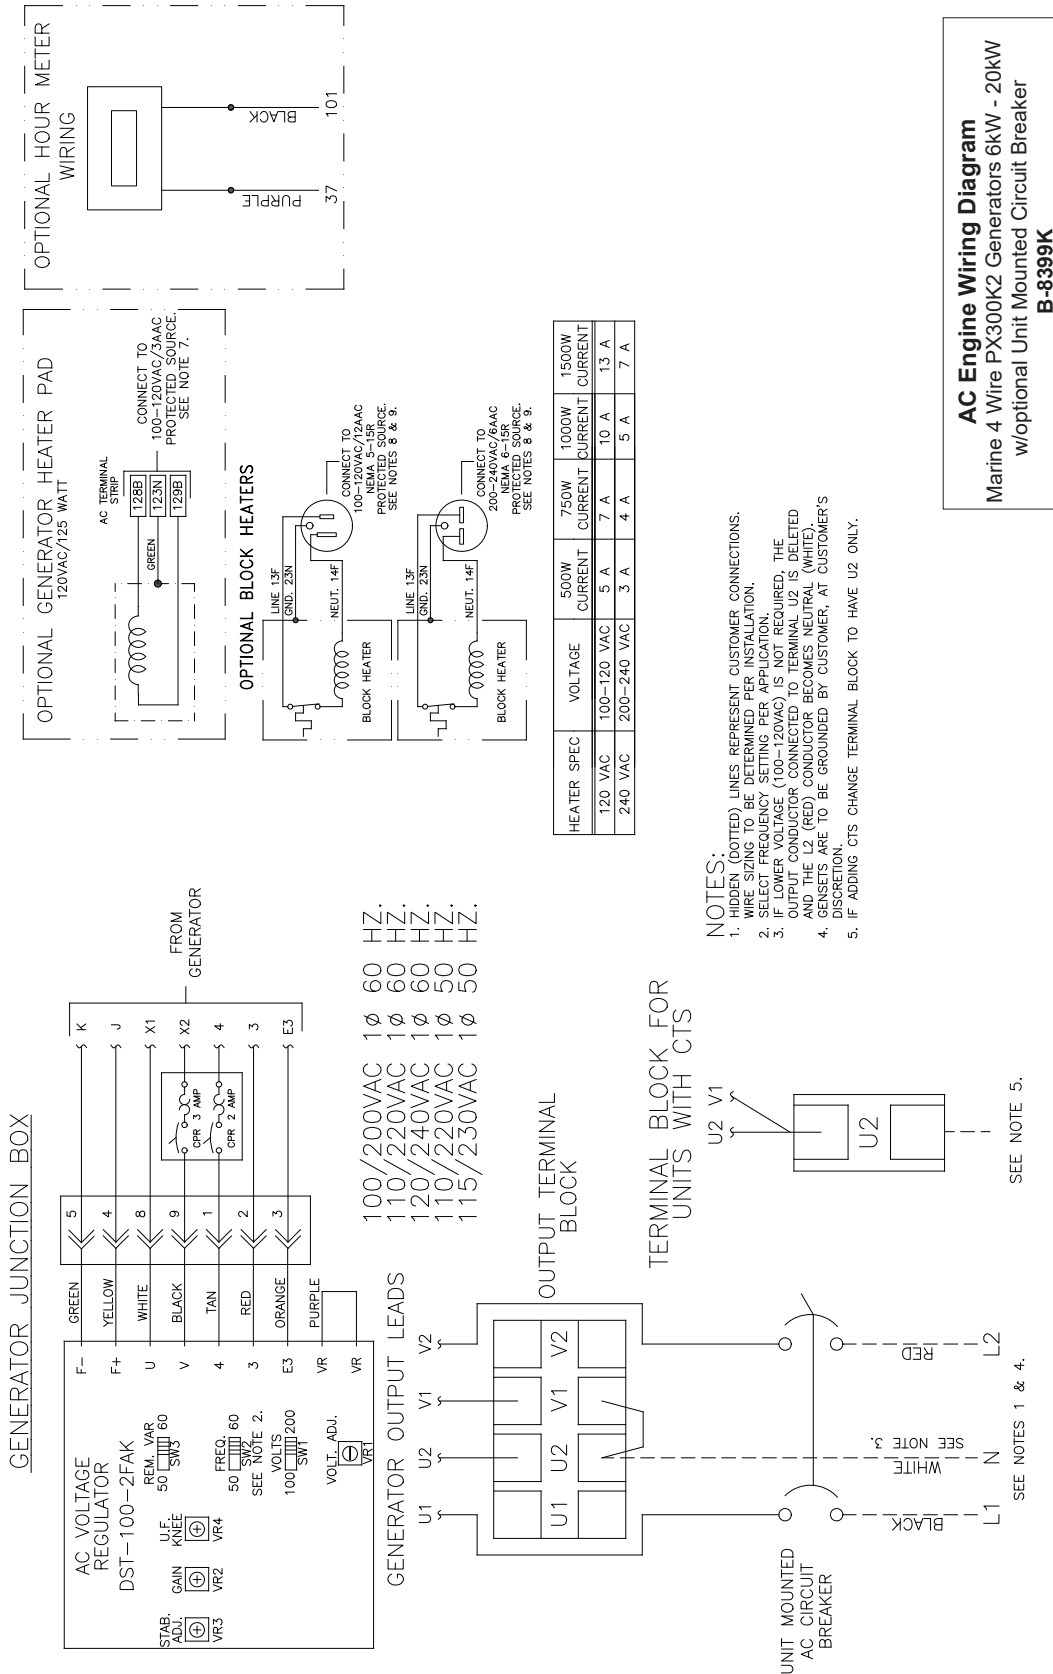 GENERATOR JUNCTION BOX
AC VOLTAGE
REGULATOR
DST-100-2FAK
STAB.
ADJ.
VR3
GAIN
VR2
U.F.
KNEE
VR4
REM. VAR
50
60
SW3
FREQ.
50
60
SW2
SEE NOTE 2.
VOLTS
100
200
SW1
VOLT. ADJ.
VR1
F-
F+
U
V
4
3
E3
VR
VR
GREEN
YELLOW
WHITE
BLACK
TAN
RED
ORANGE
PURPLE
5
4
8
9
1
2
3
CPR 3 AMP
CPR 2 AMP
K
J
X1
X2
4
3
E3
FROM
GENERATOR
100/200VAC 1Ø 60 HZ.
110/220VAC 1Ø 60 HZ.
120/240VAC 1Ø 60 HZ.
110/220VAC 1Ø 50 HZ.
115/230VAC 1Ø 50 HZ.
GENERATOR OUTPUT LEADS
U1
U2
V1
V2
OUTPUT TERMINAL
BLOCK
U1
U2
V1
V2
UNIT MOUNTED
AC CIRCUIT
BREAKER
BLACK
WHITE
SEE NOTE 3.
RED
L1
N
L2
SEE NOTES 1 & 4.
TERMINAL BLOCK FOR
UNITS WITH CTS
U2
V1
U2
SEE NOTE 5.
OPTIONAL GENERATOR HEATER PAD
120VAC/125 WATT
AC TERMINAL
STRIP
128B
123N
129B
GREEN
CONNECT TO
100-120VAC/3AAC
PROTECTED SOURCE.
SEE NOTE 7.
OPTIONAL HOUR METER
WIRING
PURPLE
BLACK
37
101
OPTIONAL BLOCK HEATERS
LINE 13F
GND. 23N
NEUT. 14F
BLOCK HEATER
CONNECT TO
100-120VAC/12AAC
NEMA 5-15R
PROTECTED SOURCE.
SEE NOTES 8 & 9.
LINE 13F
GND. 23N
NEUT. 14F
BLOCK HEATER
CONNECT TO
200-240VAC/6AAC
NEMA 6-15R
PROTECTED SOURCE.
SEE NOTES 8 & 9.
HEATER SPEC VOLTAGE 500W CURRENT 750W CURRENT 1000W CURRENT 1500W CURRENT
120 VAC 100-120 VAC 5 A 7 A 10 A 13 A
240 VAC 200-240 VAC 3 A 4 A 5 A 7 A
NOTES:
1. HIDDEN (DOTTED) LINES REPRESENT CUSTOMER CONNECTIONS.
WIRE SIZING TO BE DETERMINED PER INSTALLATION.
2. SELECT FREQUENCY SETTING PER APPLICATION.
3. IF LOWER VOLTAGE (100-120VAC) IS NOT REQUIRED, THE
OUTPUT CONDUCTOR CONNECTED TO TERMINAL U2 IS DELETED
AND THE L2 (RED) CONDUCTOR BECOMES NEUTRAL (WHITE).
4. GENSETS ARE TO BE GROUNDED BY CUSTOMER, AT CUSTOMER'S
DISCRETION.
5. IF ADDING CTS CHANGE TERMINAL BLOCK TO HAVE U2 ONLY.
AC Engine Wiring Diagram
Marine 4 Wire PX300K2 Generators 6kW - 20kW
w/optional Unit Mounted Circuit Breaker
B-8399K